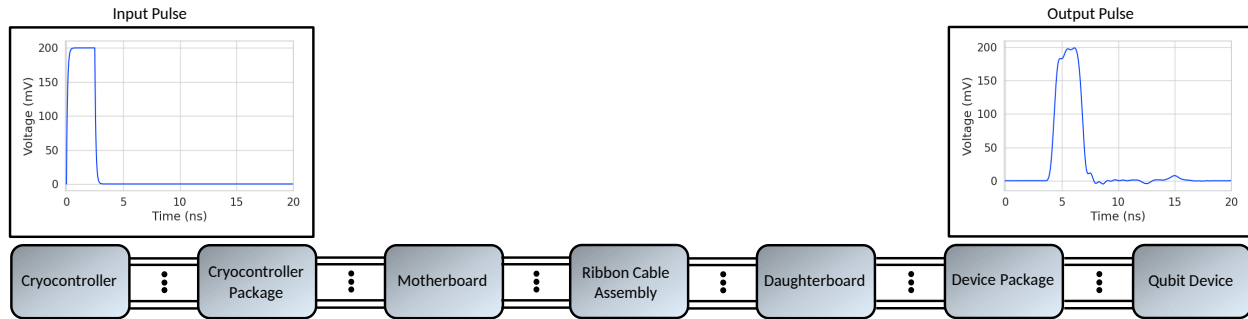 Input Pulse
Output Pulse
200
150
100
50
0
Voltage (mV)
0 5 10 15 20
Time (ns)
200
150
100
50
0
Voltage (mV)
0 5 10 15 20
Time (ns)
Cryocontroller
Cryocontroller
Package
Motherboard
Ribbon Cable
Assembly
Daughterboard
Device Package
Qubit Device